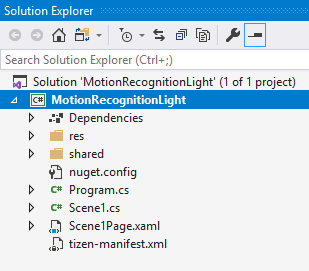 Solution Explorer
Search Solution Explorer (Ctrl+;)
Solution 'MotionRecognitionLight' (1 of 1 project)
C# MotionRecognitionLight
Dependencies
res
shared
nuget.config
C# Program.cs
C# Scene1.cs
Scene1Page.xaml
tizen-manifest.xml